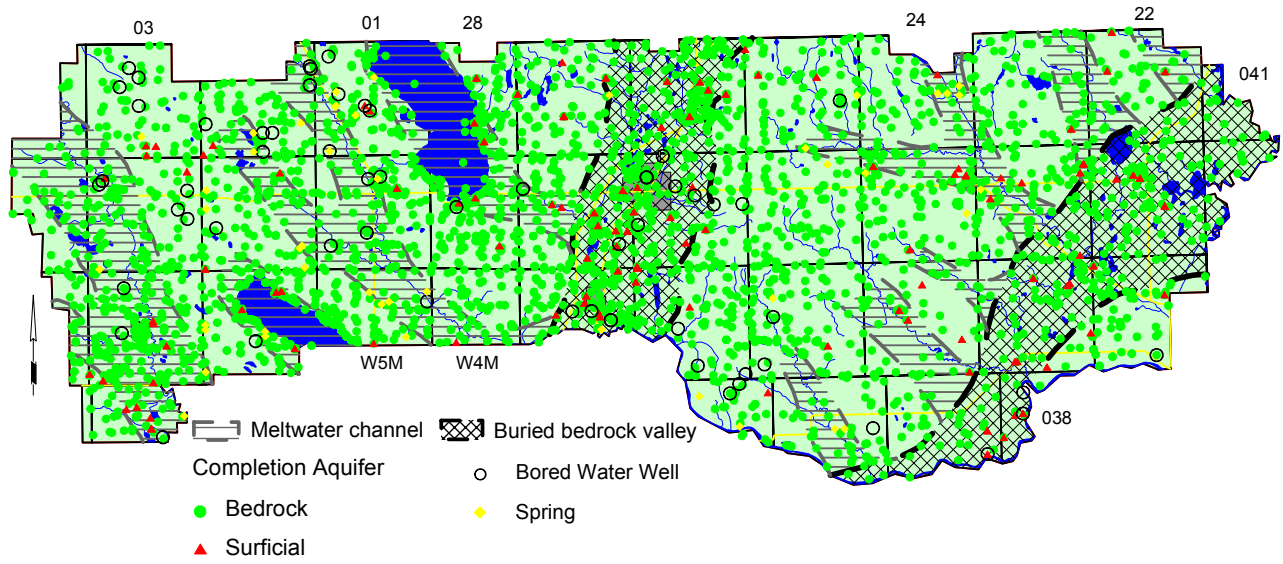 03
01
28
24
22
041
W5M
W4M
038
Meltwater channel
Buried bedrock valley
Completion Aquifer
Bored Water Well
Bedrock
Spring
Surficial